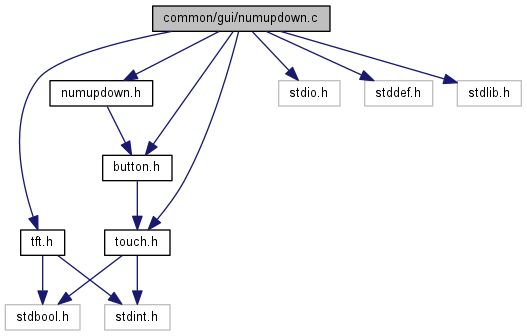 common/gui/numupdown.c
numupdown.h
stdio.h
stddef.h
stdlib.h
button.h
tft.h
touch.h
stdbool.h
stdint.h